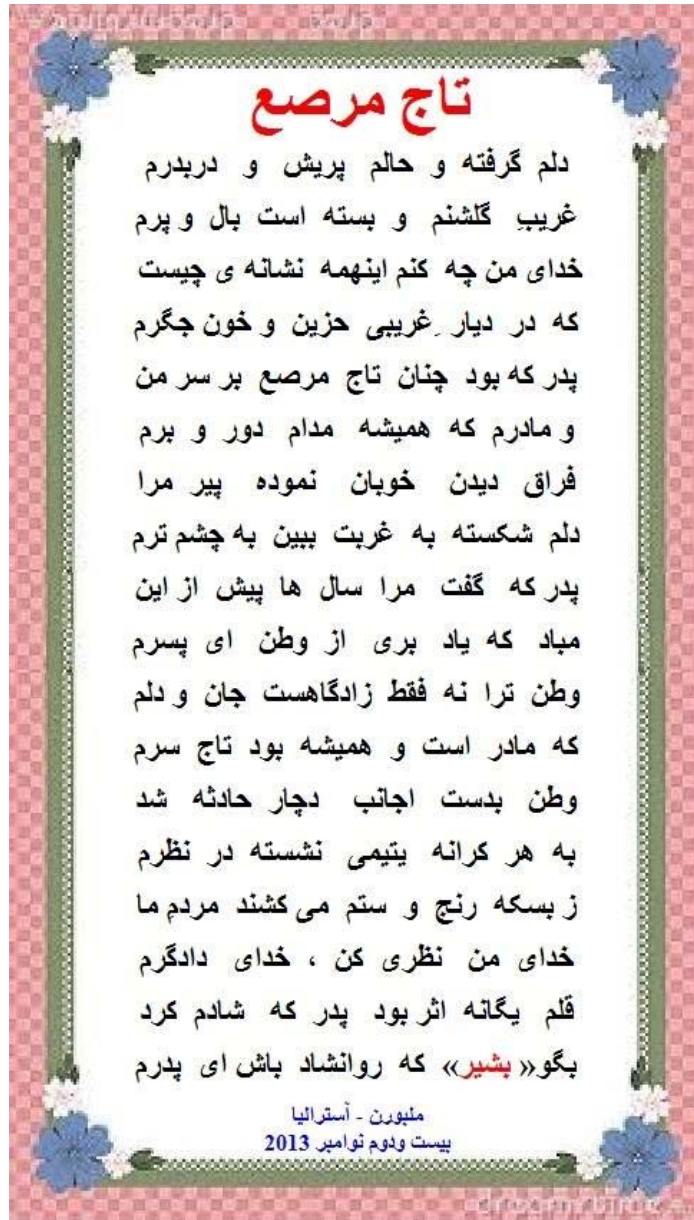 تاج مرصع
دلم گرفته و حالم پریش و دربدرم
غریبِ گلشنم و بسته است بال و پرم
خدای من چه کنم اینهمه نشانه ی چیست
که در دیار ِغریبی حزین و خون جگرم
پدر که بود چنان تاج مرصع بر سر من
و مادرم که همیشه مدام دور و برم
فراق دیدن خوبان نموده پیر مرا
دلم شکسته به غربت ببین به چشم ترم
پدر که گفت مرا سال ها پیش از این
مباد که یاد بری از وطن ای پسرم
وطن ترا نه فقط زادگاهست جان و دلم
که مادر است و همیشه بود تاج سرم
وطن بدست اجانب دچار حادثه شد
به هر کرانه یتیمی نشسته در نظرم
ز بسکه رنج و ستم می کشند مردمِ ما
خدای من نظری کن ، خدای دادگرم
قلم یگانه اثر بود پدر که شادم کرد
بگو« بشیر» که روانشاد باش ای پدرم
ملبورن - آسترالیا
بیست ودوم نوامبر 2013
dreamstime